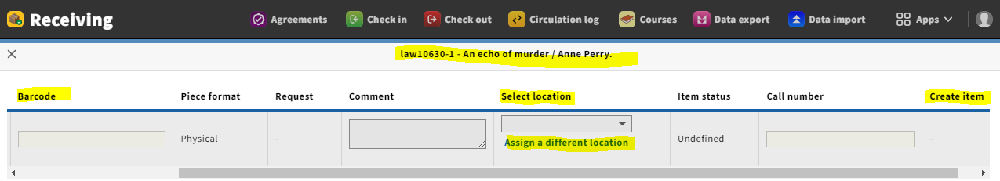 Receiving Agreements Check in Check out Circulation log Courses Data export Data import Apps
law10630-1 - An echo of murder / Anne Perry.
Barcode Piece format Request Comment Select location Item status Call number Create item
Physical - Assign a different location Undefined -